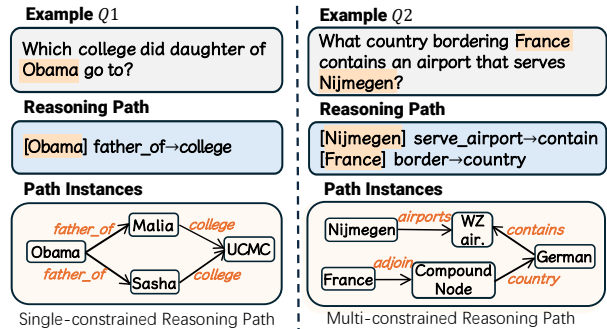 Example Q1
Which college did daughter of
Obama go to?
Reasoning Path
[Obama] father_of→college
Path Instances
father_of
Malia
college
Obama
UCMC
father_of
Sasha
college
Single-constrained Reasoning Path
Example Q2
What country bordering France
contains an airport that serves
Nijmegen?
Reasoning Path
[Nijmegen] serve_airport→contain
[France] border→country
Path Instances
Nijmegen
airports
WZ
air.
contains
German
France
adjoin
Compound
Node
country
Multi-constrained Reasoning Path